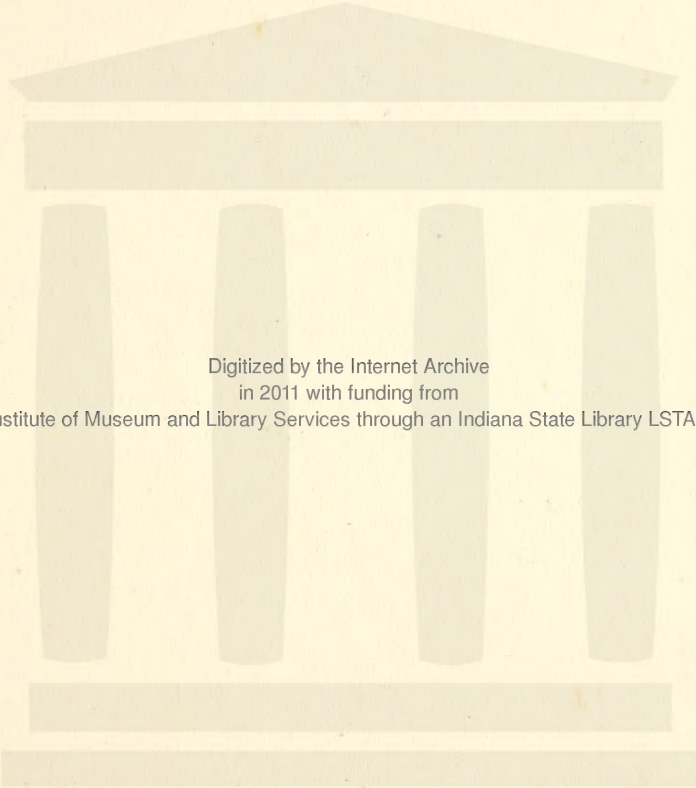 Digitized by the Internet Archive
in 2011 with funding from
nstitute of Museum and Library Services through an Indiana State Library LSTA